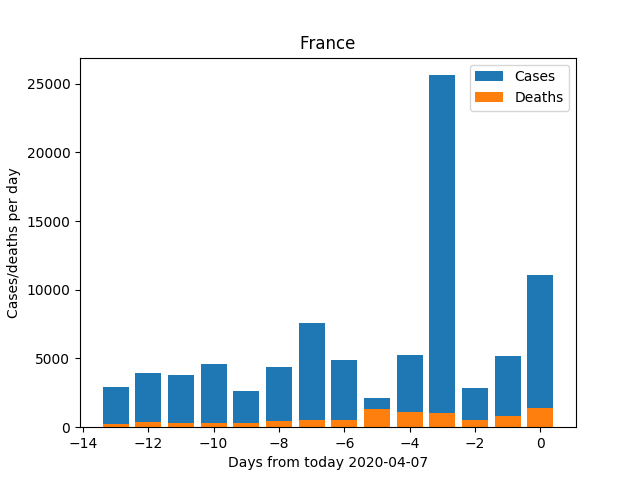 France
Cases
Deaths
25000
20000
15000
10000
5000
0
Cases/deaths per day
−14 −12 −10 −8 −6 −4 −2 0
Days from today 2020-04-07